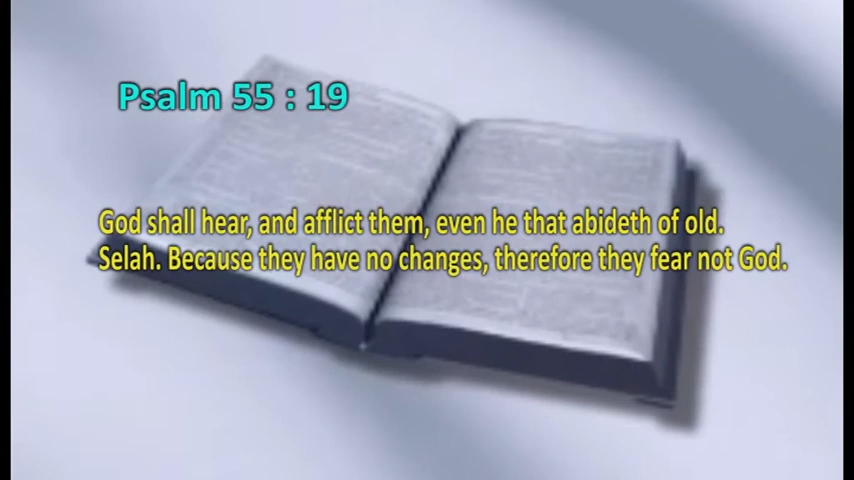 Psalm 55 : 19
God shall hear, and afflict them, even he that abideth of old.
Selah. Because they have no changes, therefore they fear not God.